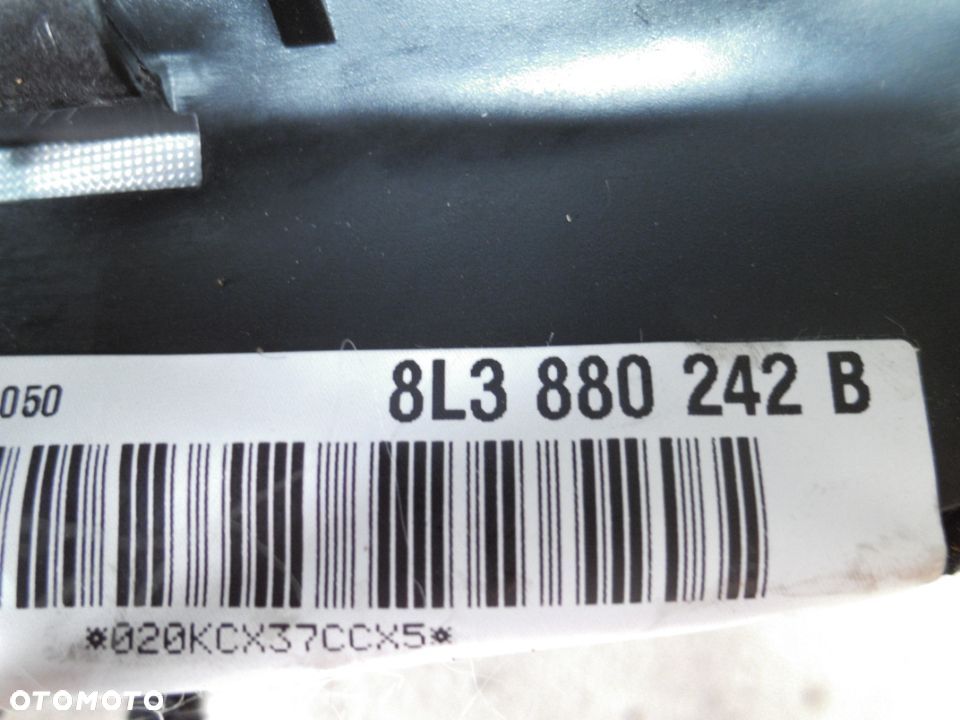 050 8L3 880 242 B
*020KCX37CCX5*
OTOMOTO